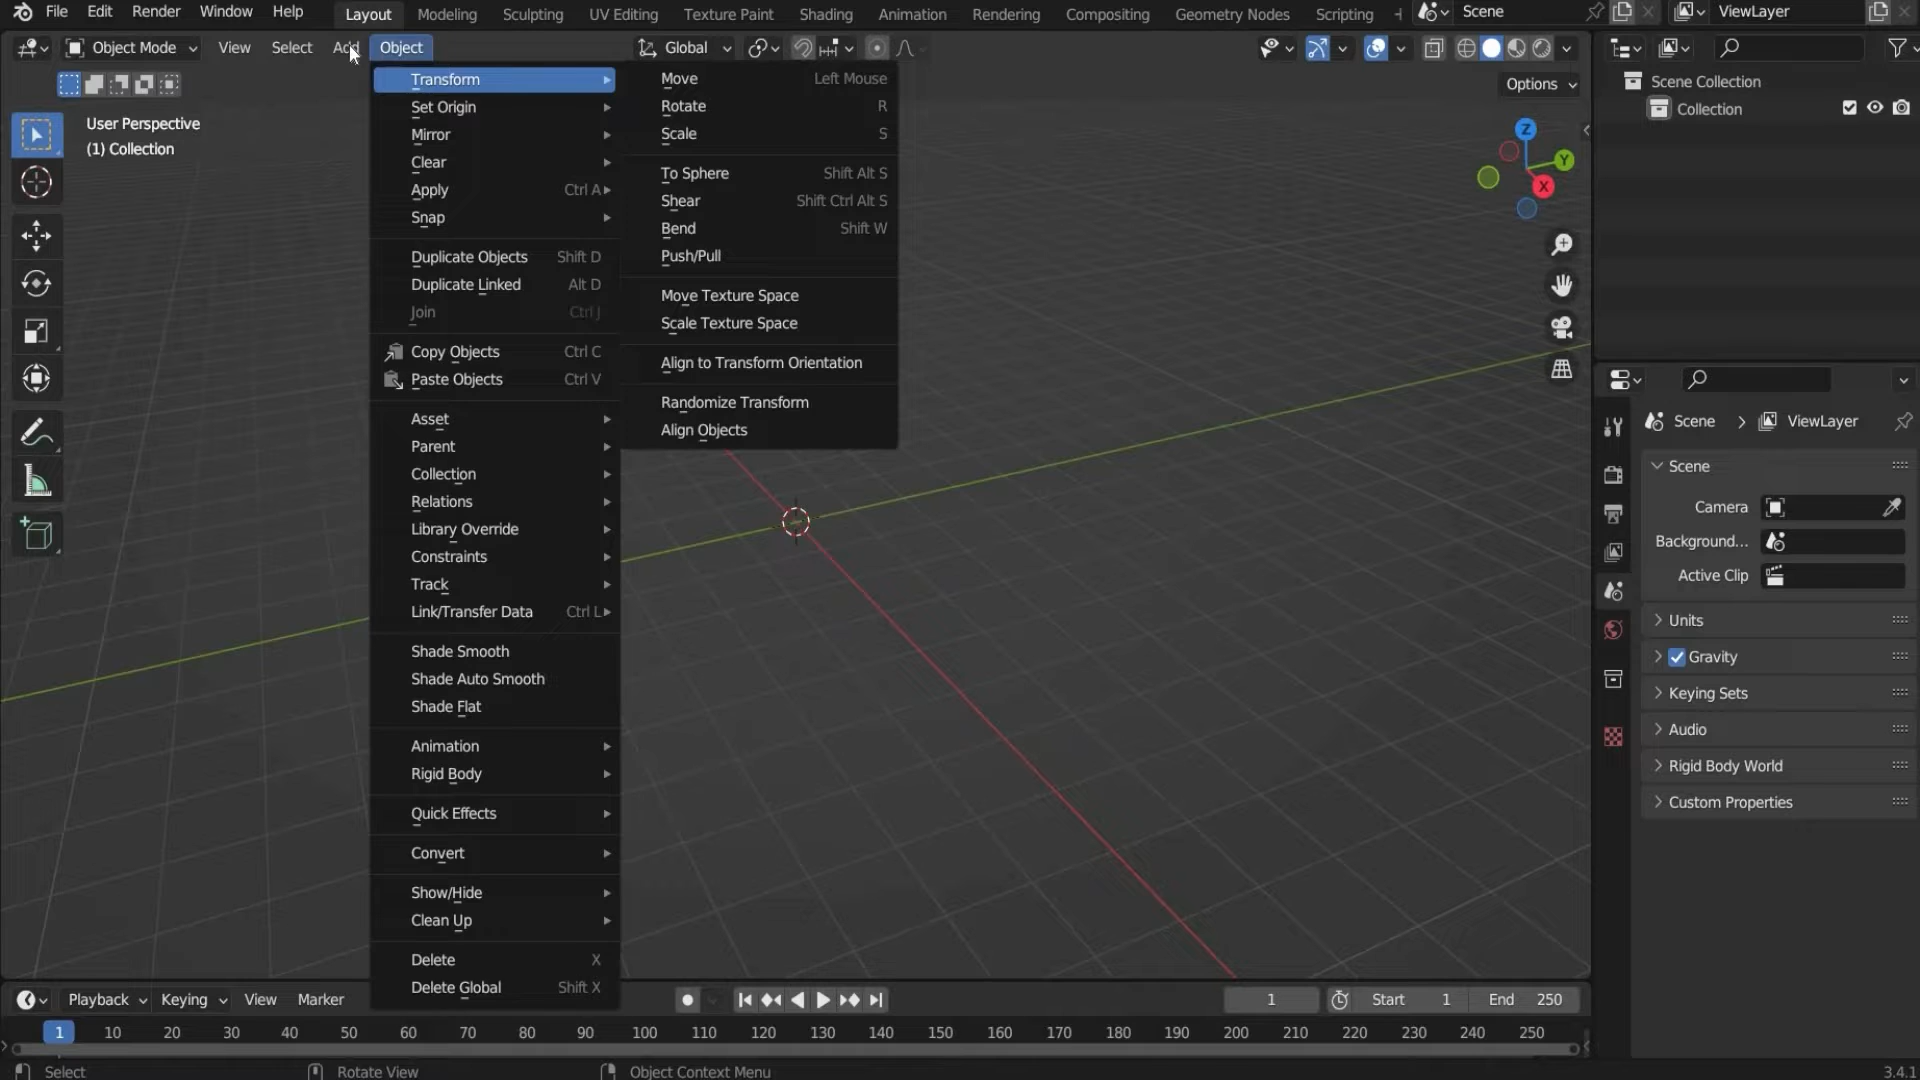 File Edit Render Window Help Layout Modeling Sculpting UV Editing Texture Paint Shading Animation Rendering Compositing Geometry Nodes Scripting Scene ViewLayer
Object Mode View Select Add Object Global
Options
User Perspective
(1) Collection
Transform
Set Origin
Mirror
Clear
Apply Ctrl A
Snap
Duplicate Objects Shift D
Duplicate Linked Alt D
Join Ctrl J
Copy Objects Ctrl C
Paste Objects Ctrl V
Asset
Parent
Collection
Relations
Library Override
Constraints
Track
Link/Transfer Data Ctrl L
Shade Smooth
Shade Auto Smooth
Shade Flat
Animation
Rigid Body
Quick Effects
Convert
Show/Hide
Clean Up
Delete X
Delete Global Shift X
Move Left Mouse
Rotate R
Scale S
To Sphere Shift Alt S
Shear Shift Ctrl Alt S
Bend Shift W
Push/Pull
Move Texture Space
Scale Texture Space
Align to Transform Orientation
Randomize Transform
Align Objects
Z
Y
X
Scene Collection
Collection
Scene > ViewLayer
Scene
Camera
Background...
Active Clip
Units
Gravity
Keying Sets
Audio
Rigid Body World
Custom Properties
Playback Keying View Marker 1 Start 1 End 250
1 10 20 30 40 50 60 70 80 90 100 110 120 130 140 150 160 170 180 190 200 210 220 230 240 250
Select Rotate View Object Context Menu 3.4.1